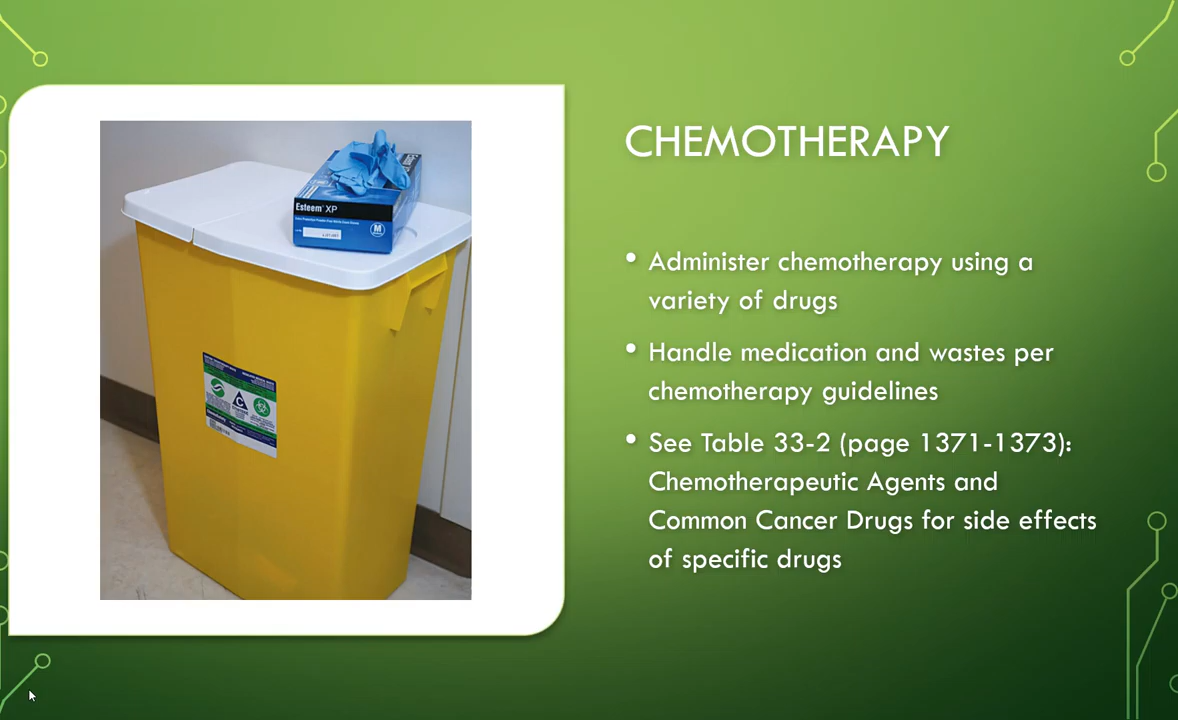 CHEMOTHERAPY
• Administer chemotherapy using a
variety of drugs
• Handle medication and wastes per
chemotherapy guidelines
• See Table 33-2 (page 1371-1373):
Chemotherapeutic Agents and
Common Cancer Drugs for side effects
of specific drugs
Esteem XP
M
C